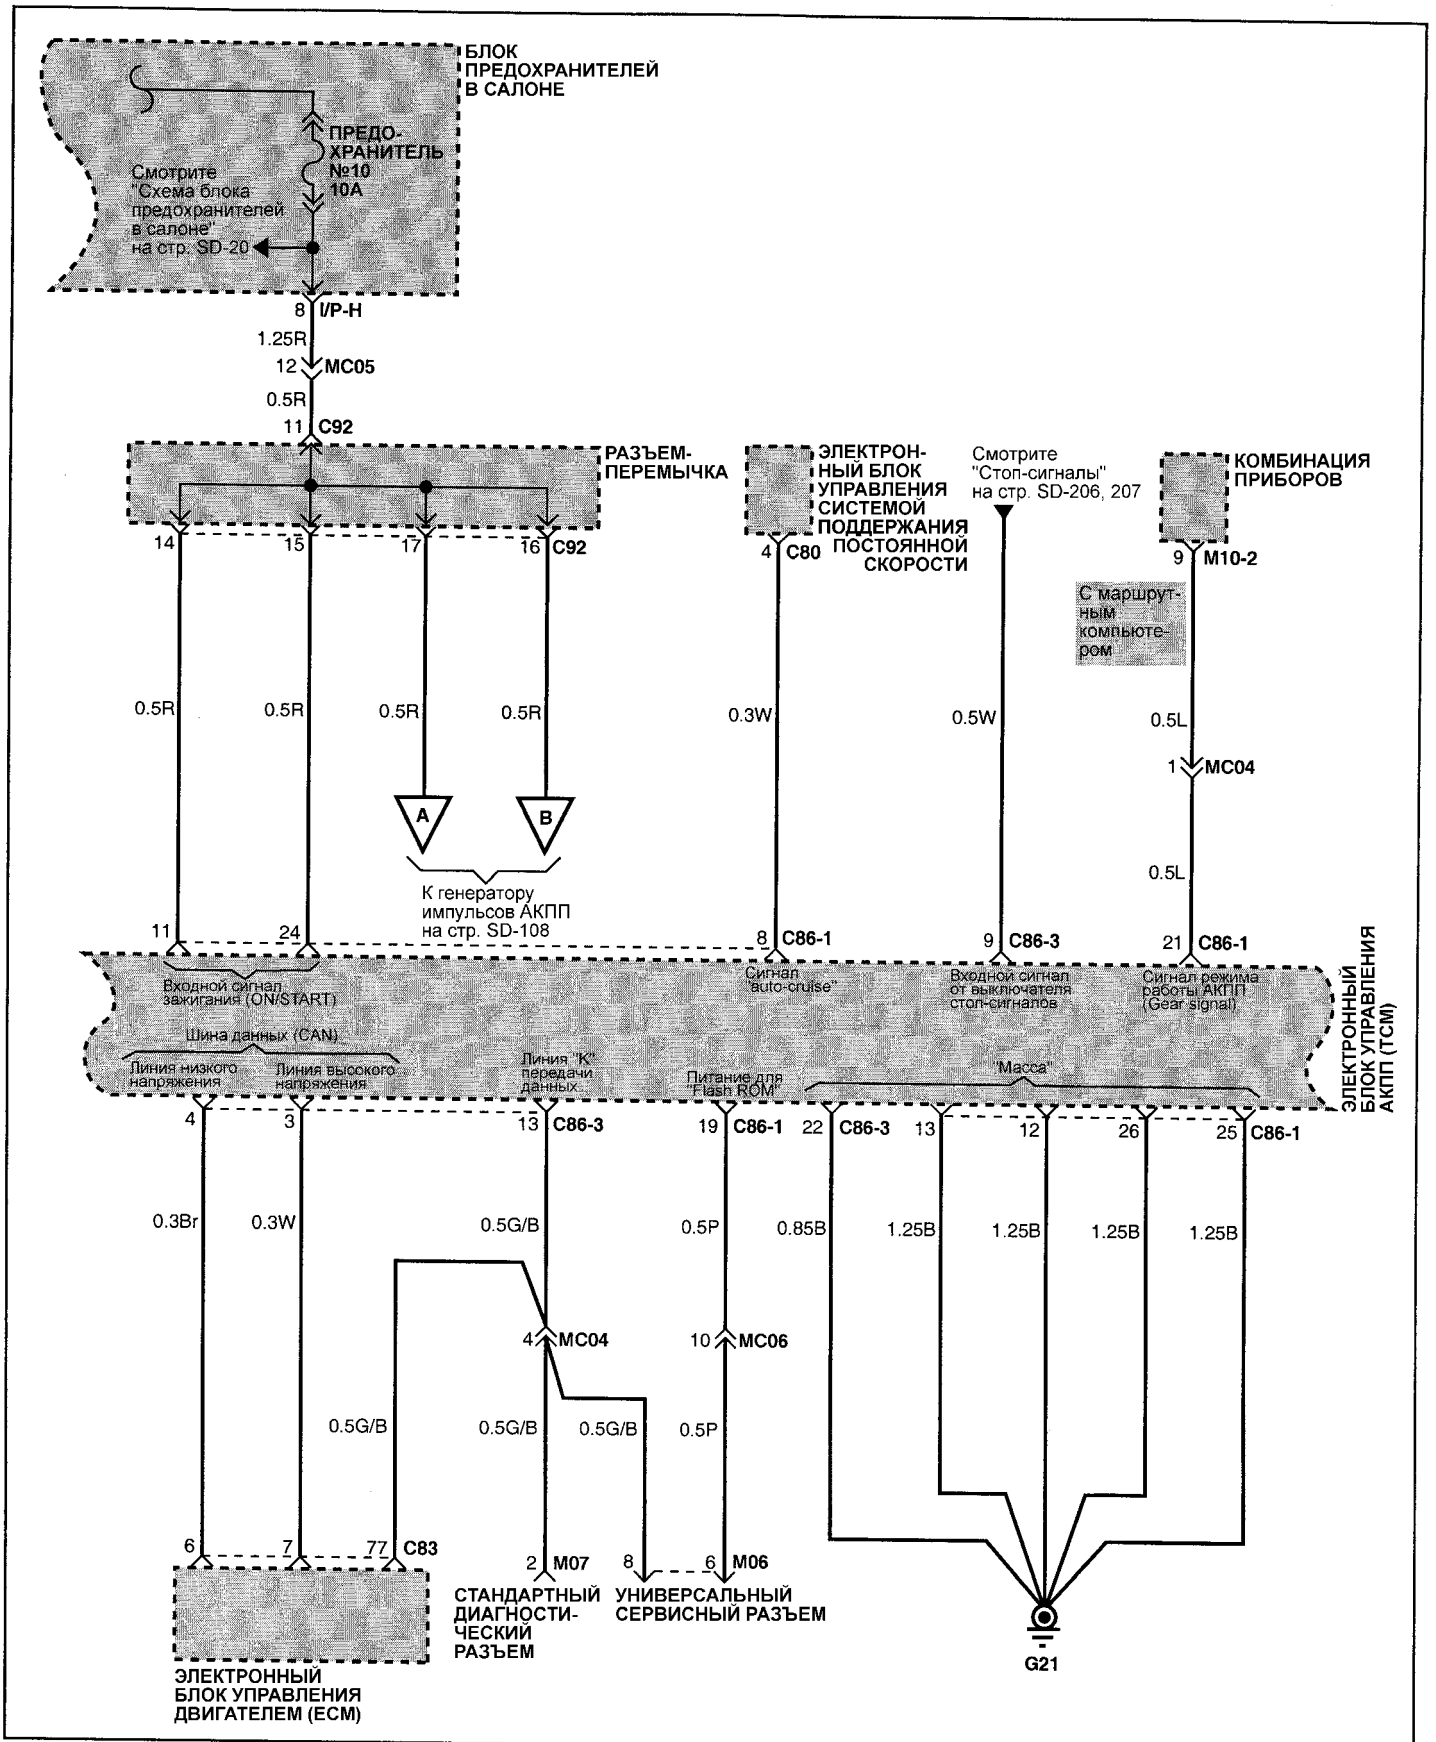 БЛОК
ПРЕДОХРАНИТЕЛЕЙ
В САЛОНЕ
ПРЕДО-
ХРАНИТЕЛЬ
№10
10А
Смотрите
"Схема блока
предохранителей
в салоне"
на стр. SD-20
8 I/P-H
1.25R
12 MC05
0.5R
11 C92
РАЗЪЕМ-
ПЕРЕМЫЧКА
14 15 17 16 C92
ЭЛЕКТРОН-
НЫЙ БЛОК
УПРАВЛЕНИЯ
СИСТЕМОЙ
ПОДДЕРЖАНИЯ
ПОСТОЯННОЙ
СКОРОСТИ
4 C80
Смотрите
"Стоп-сигналы"
на стр. SD-206, 207
КОМБИНАЦИЯ
ПРИБОРОВ
9 M10-2
С маршрут-
ным
компьюте-
ром
0.5R 0.5R 0.5R 0.5R 0.3W 0.5W 0.5L
1 MC04
A B
0.5L
К генератору
импульсов АКПП
на стр. SD-108
11 24 8 C86-1 9 C86-3 21 C86-1
Входной сигнал
зажигания (ON/START)
Сигнал
"auto-cruise"
Входной сигнал
от выключателя
стоп-сигналов
Сигнал режима
работы АКПП
(Gear signal)
ЭЛЕКТРОННЫЙ
БЛОК УПРАВЛЕНИЯ
АКПП (TCM)
Шина данных (CAN)
Линия низкого
напряжения
Линия высокого
напряжения
Линия "К"
передачи
данных
Питание для
"Flash ROM"
"Масса"
4 3 13 C86-3 19 C86-1 22 C86-3 13 12 26 25 C86-1
0.3Br 0.3W 0.5G/B 0.5P 0.85B 1.25B 1.25B 1.25B 1.25B
4 MC04 10 MC06
0.5G/B 0.5G/B 0.5G/B 0.5P
6 7 77 C83 2 M07 8 6 M06
СТАНДАРТНЫЙ
ДИАГНОСТИ-
ЧЕСКИЙ
РАЗЪЕМ
УНИВЕРСАЛЬНЫЙ
СЕРВИСНЫЙ РАЗЪЕМ
G21
ЭЛЕКТРОННЫЙ
БЛОК УПРАВЛЕНИЯ
ДВИГАТЕЛЕМ (ECM)